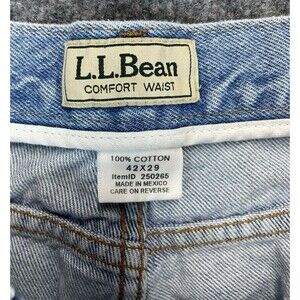 L.L.Bean
COMFORT WAIST
100% COTTON
42X29
ItemID 250265
MADE IN MEXICO
CARE ON REVERSE